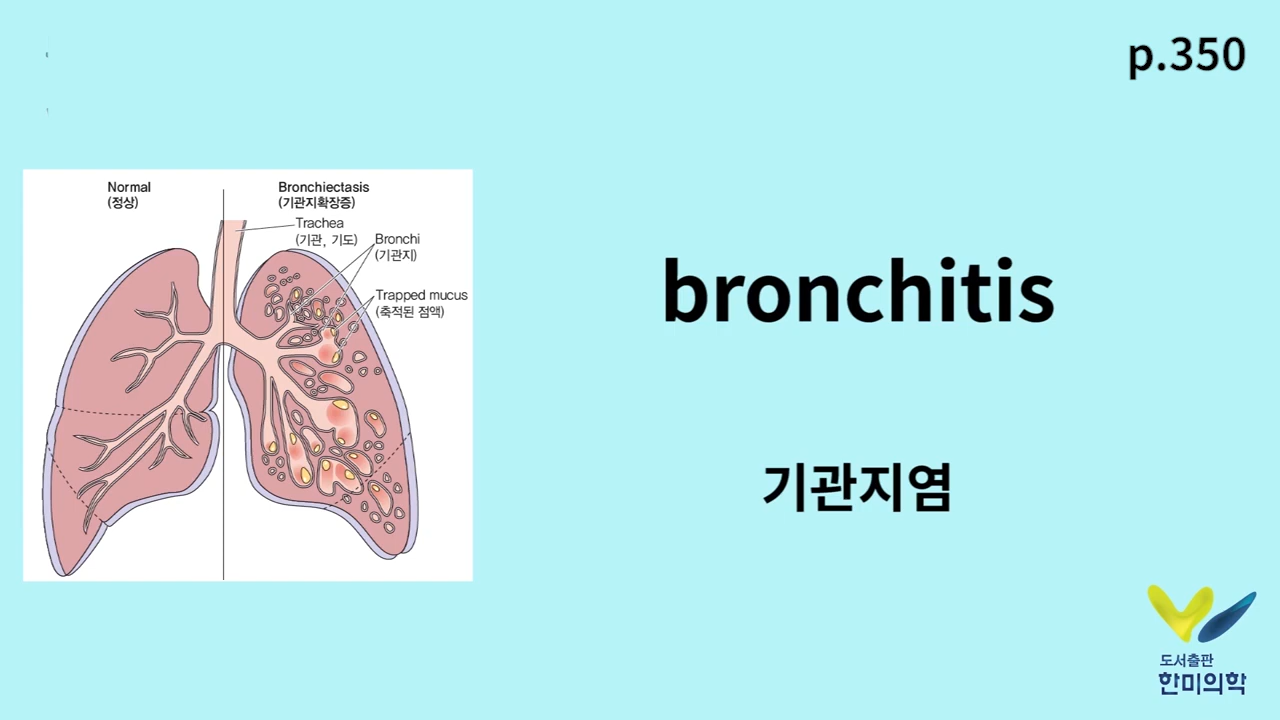 p.350
Normal
(정상)
Bronchiectasis
(기관지확장증)
Trachea
(기관, 기도)
Bronchi
(기관지)
Trapped mucus
(축적된 점액)
bronchitis
기관지염
도서출판
한미의학